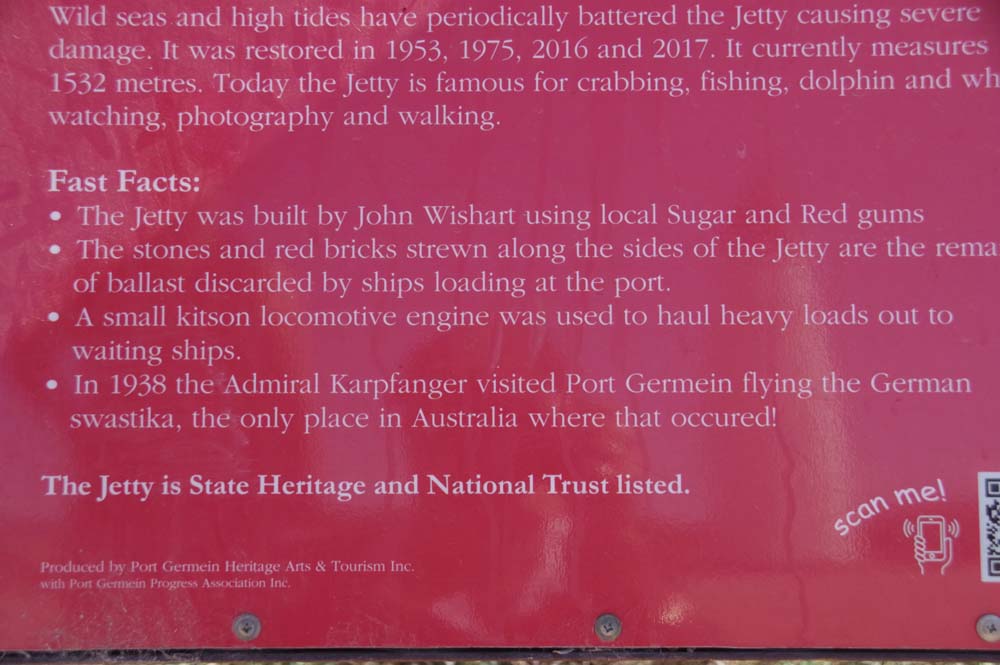 Wild seas and high tides have periodically battered the Jetty causing severe
damage. It was restored in 1953, 1975, 2016 and 2017. It currently measures
1532 metres. Today the Jetty is famous for crabbing, fishing, dolphin and wh
watching, photography and walking.
Fast Facts:
• The Jetty was built by John Wishart using local Sugar and Red gums
• The stones and red bricks strewn along the sides of the Jetty are the rema
of ballast discarded by ships loading at the port.
• A small kitson locomotive engine was used to haul heavy loads out to
waiting ships.
• In 1938 the Admiral Karpfanger visited Port Germein flying the German
swastika, the only place in Australia where that occured!
The Jetty is State Heritage and National Trust listed.
scan me!
Produced by Port Germein Heritage Arts & Tourism Inc.
with Port Germein Progress Association Inc.